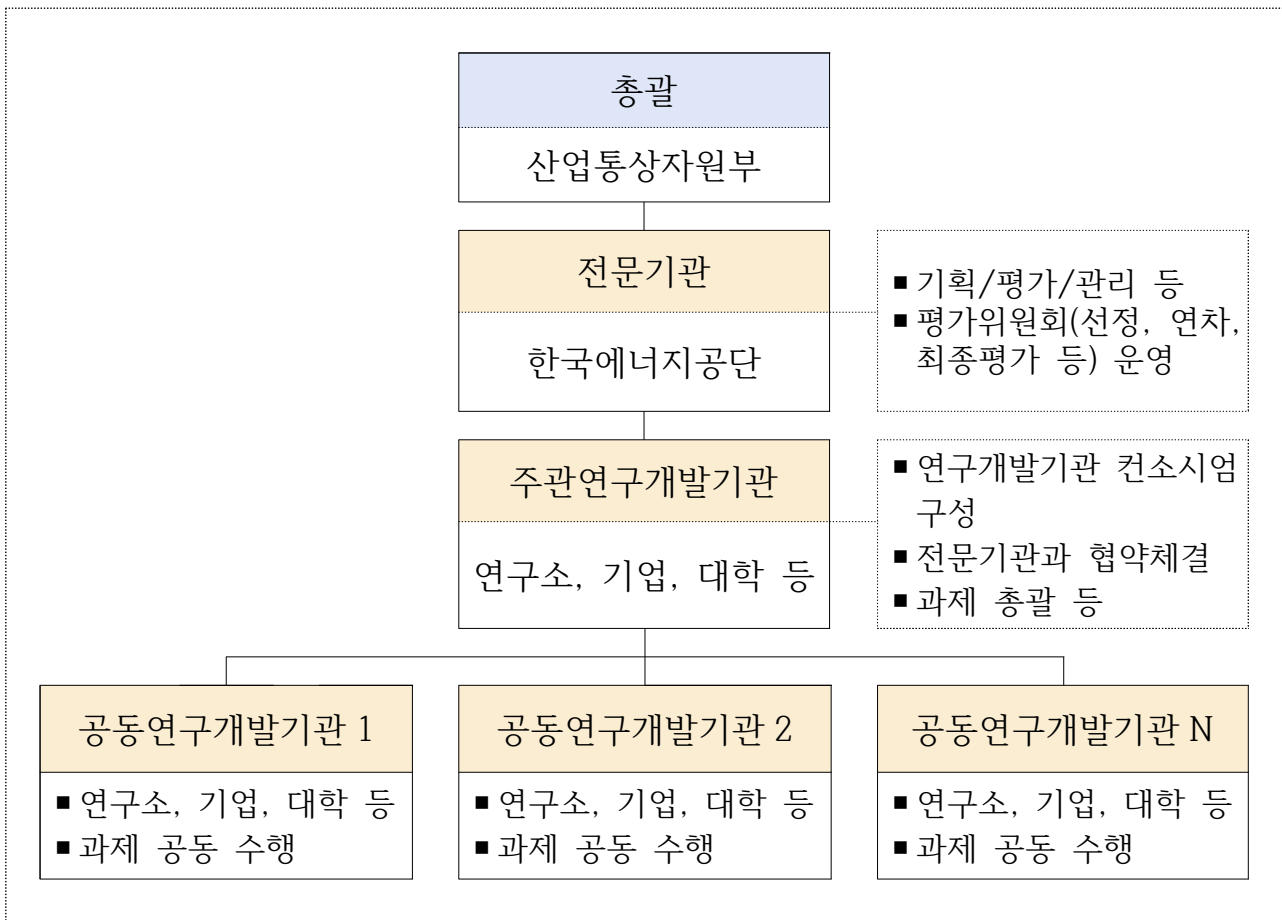 총괄
산업통상자원부
전문기관
한국에너지공단
■ 기획/평가/관리 등
■ 평가위원회(선정, 연차,
최종평가 등) 운영
주관연구개발기관
연구소, 기업, 대학 등
■ 연구개발기관 컨소시엄
구성
■ 전문기관과 협약체결
■ 과제 총괄 등
공동연구개발기관 1
■ 연구소, 기업, 대학 등
■ 과제 공동 수행
공동연구개발기관 2
■ 연구소, 기업, 대학 등
■ 과제 공동 수행
공동연구개발기관 N
■ 연구소, 기업, 대학 등
■ 과제 공동 수행